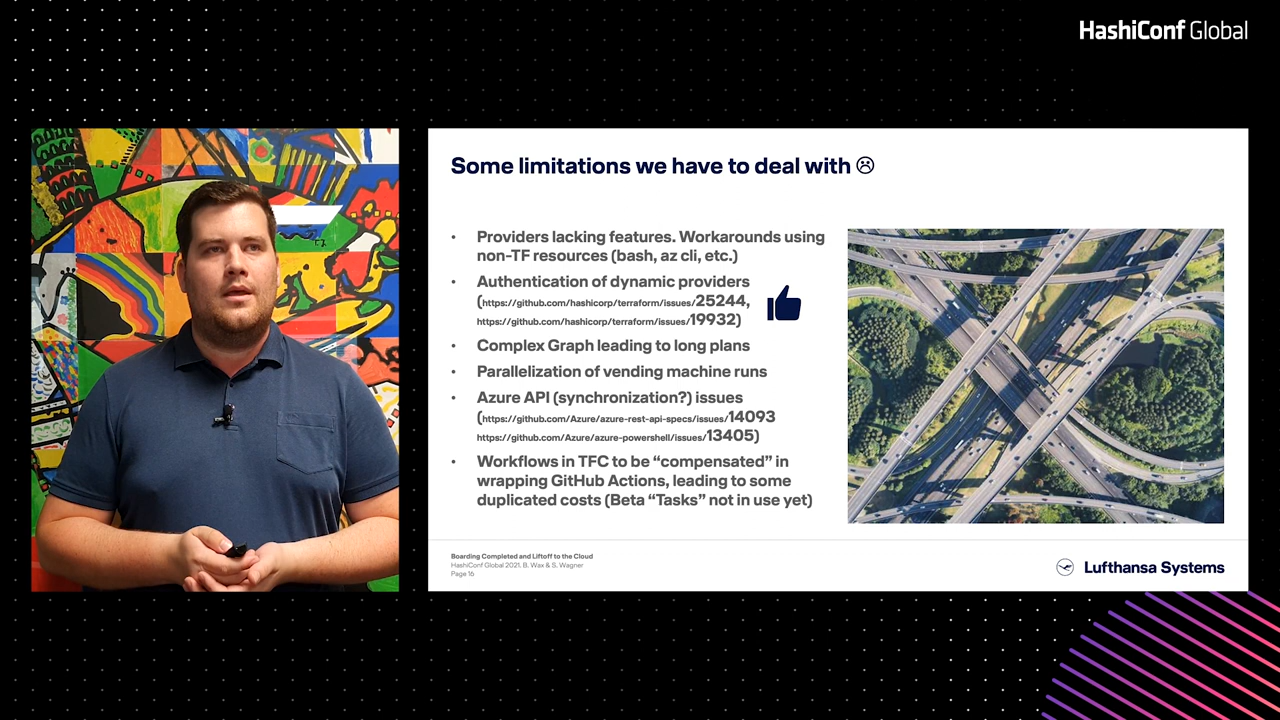 HashiConf Global
Some limitations we have to deal with ☹
• Providers lacking features. Workarounds using
non-TF resources (bash, az cli, etc.)
• Authentication of dynamic providers
(https://github.com/hashicorp/terraform/issues/25244,
https://github.com/hashicorp/terraform/issues/19932)
• Complex Graph leading to long plans
• Parallelization of vending machine runs
• Azure API (synchronization?) issues
(https://github.com/Azure/azure-rest-api-specs/issues/14093
https://github.com/Azure/azure-powershell/issues/13405)
• Workflows in TFC to be “compensated” in
wrapping GitHub Actions, leading to some
duplicated costs (Beta “Tasks” not in use yet)
Boarding Completed and Liftoff to the Cloud
HashiConf Global 2021. B. Wax & S. Wagner
Page 16
Lufthansa Systems